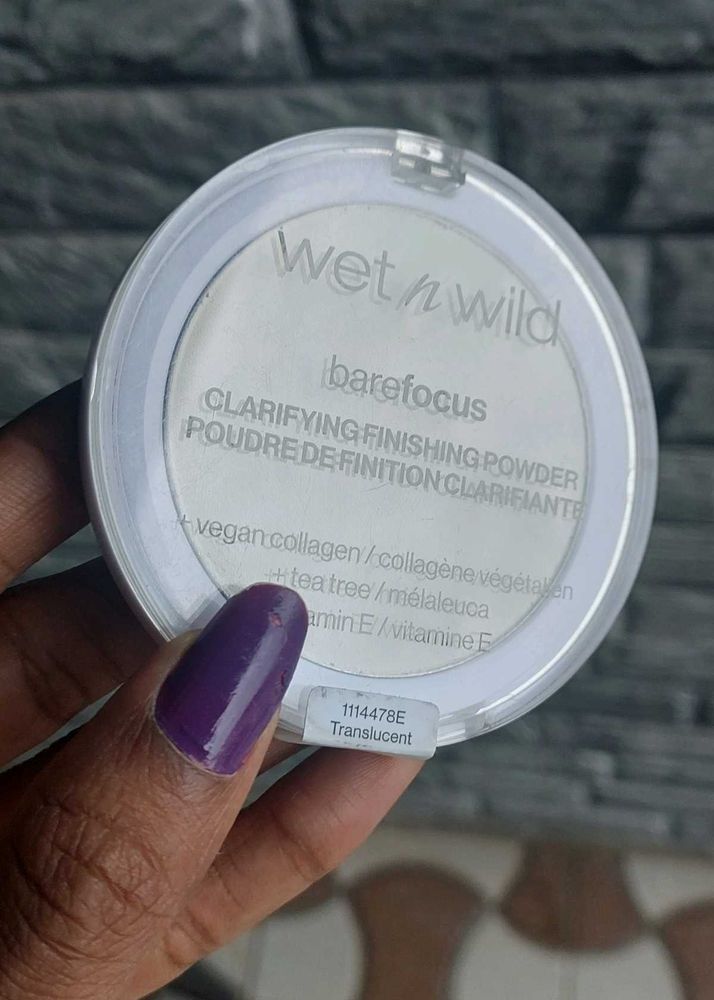 wet n wild
barefocus
CLARIFYING FINISHING POWDER
POUDRE DE FINITION CLARIFIANTE
+ vegan collagen / collagène végétalien
+ tea tree / mélaleuca
amin E / vitamine E
1114478E
Translucent